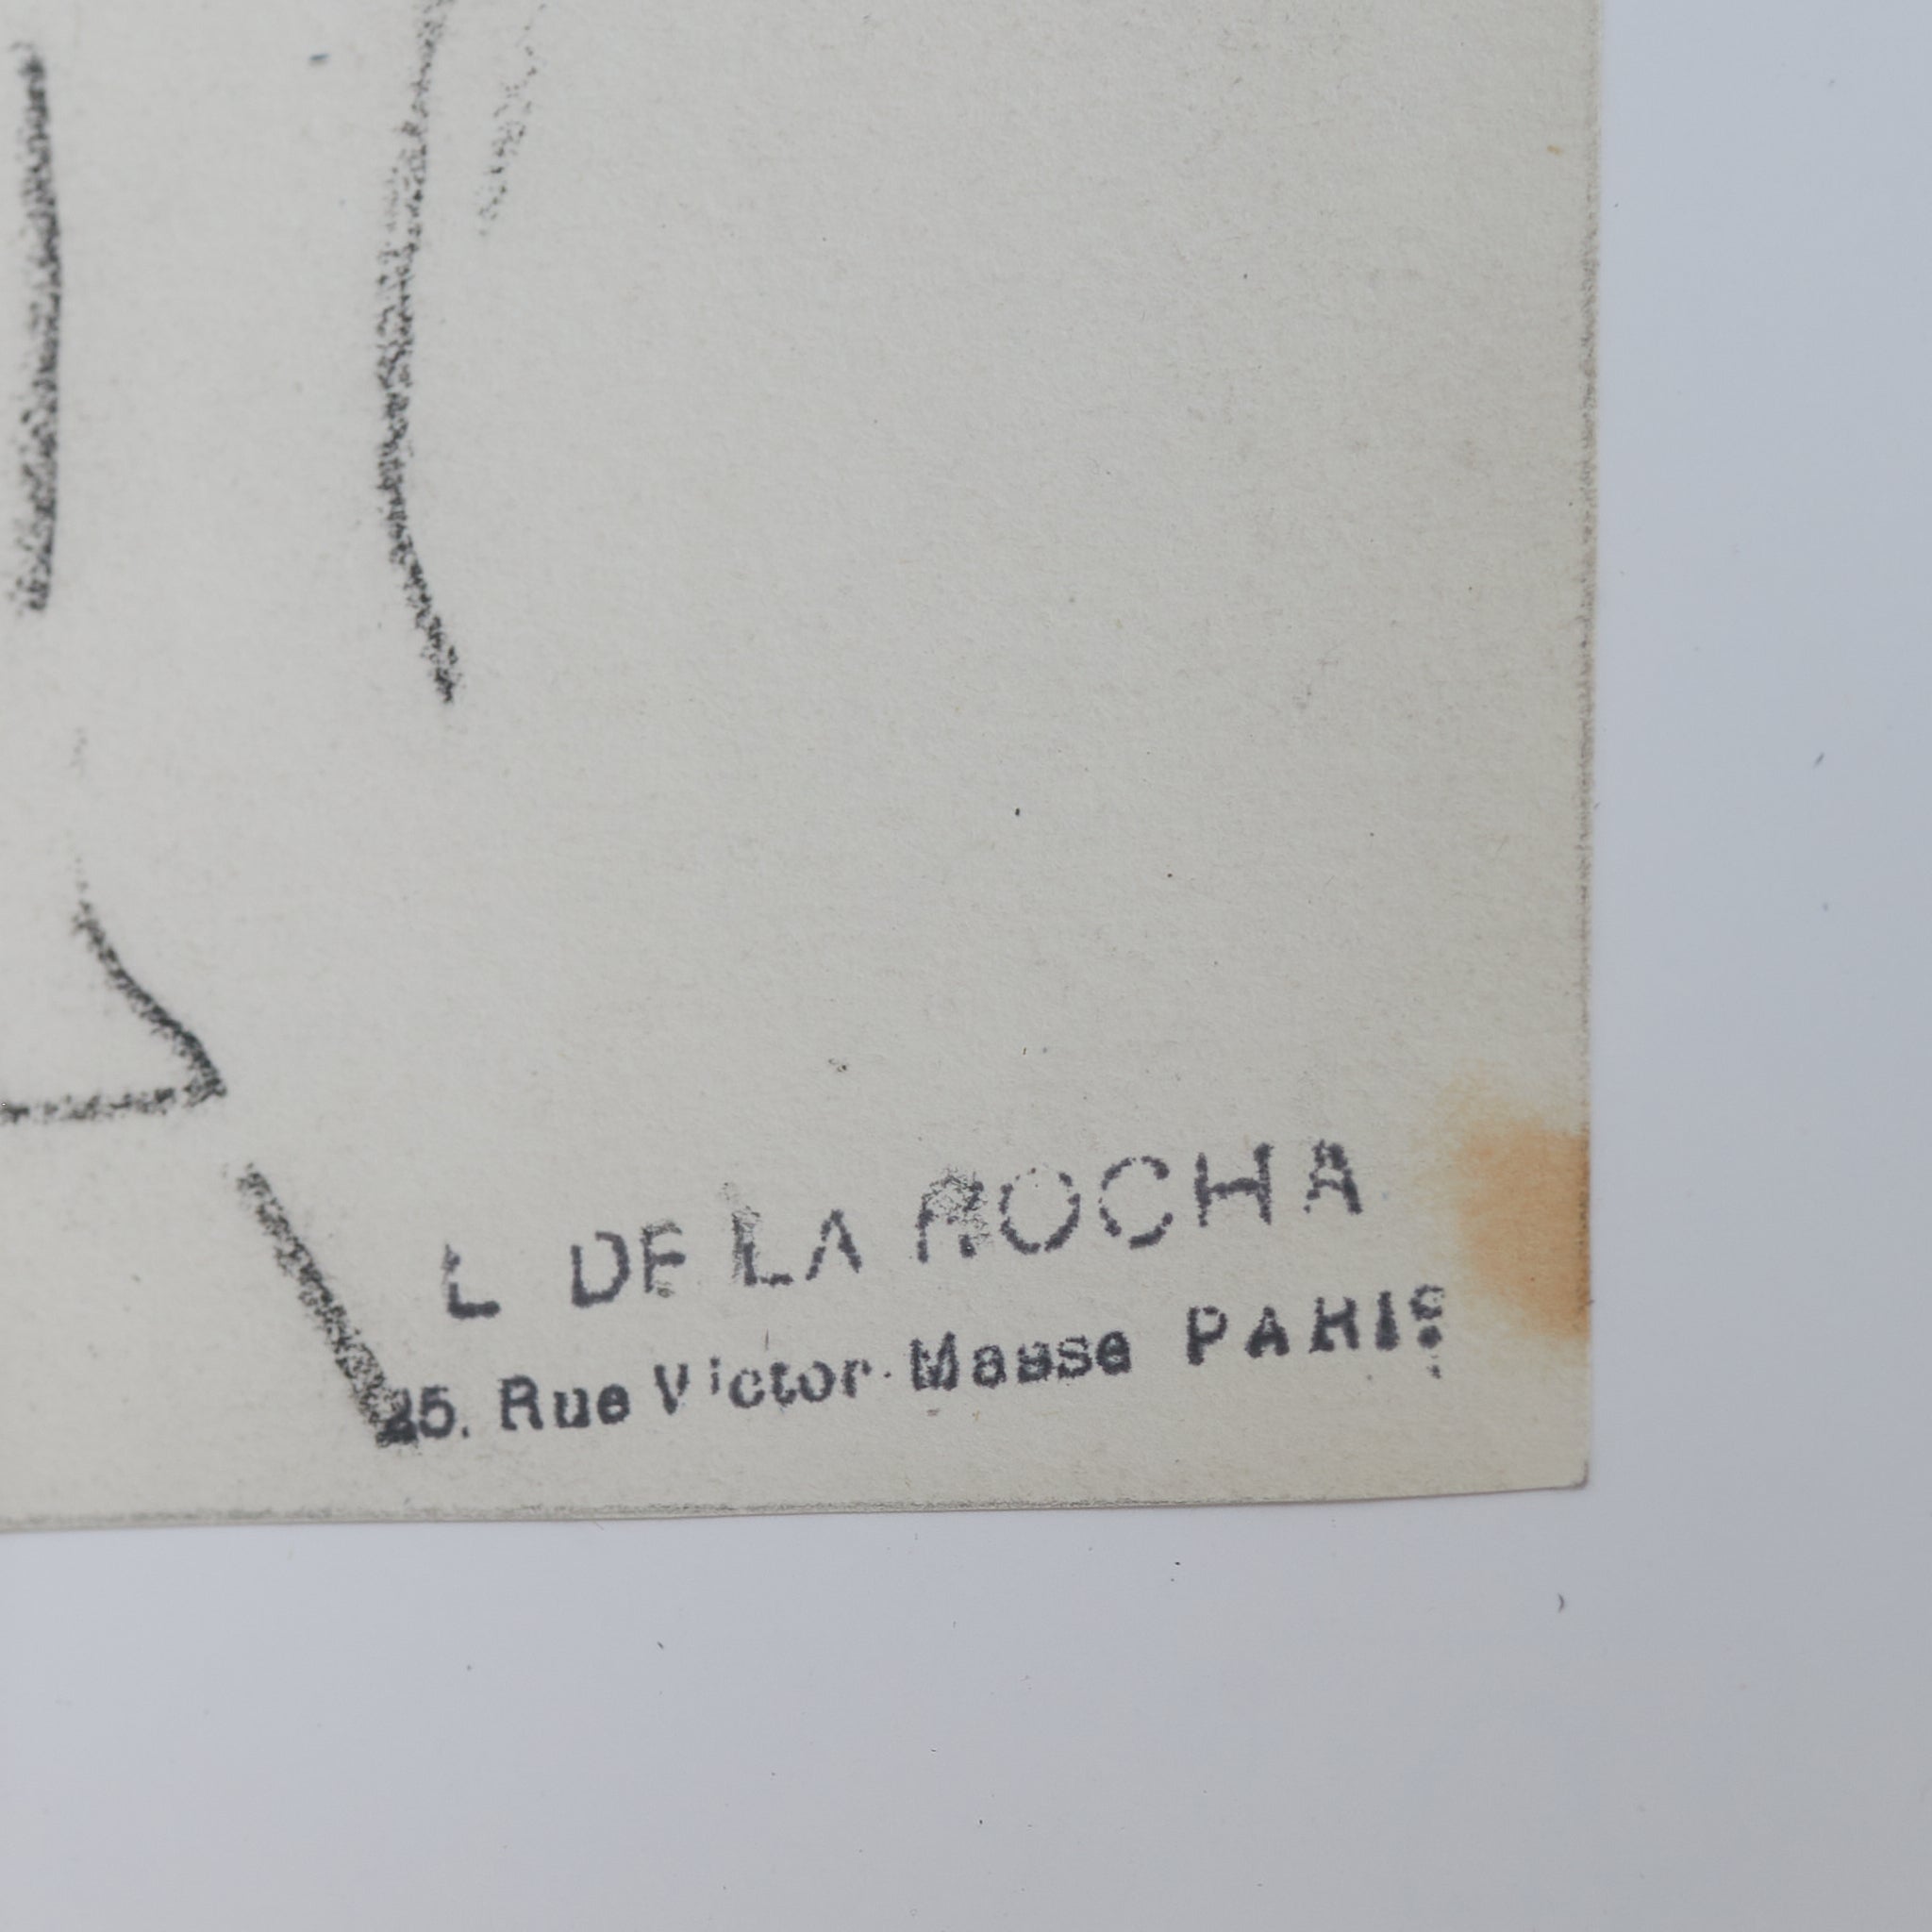 L DE LA ROCHA
25. Rue Victor Masse PARIS